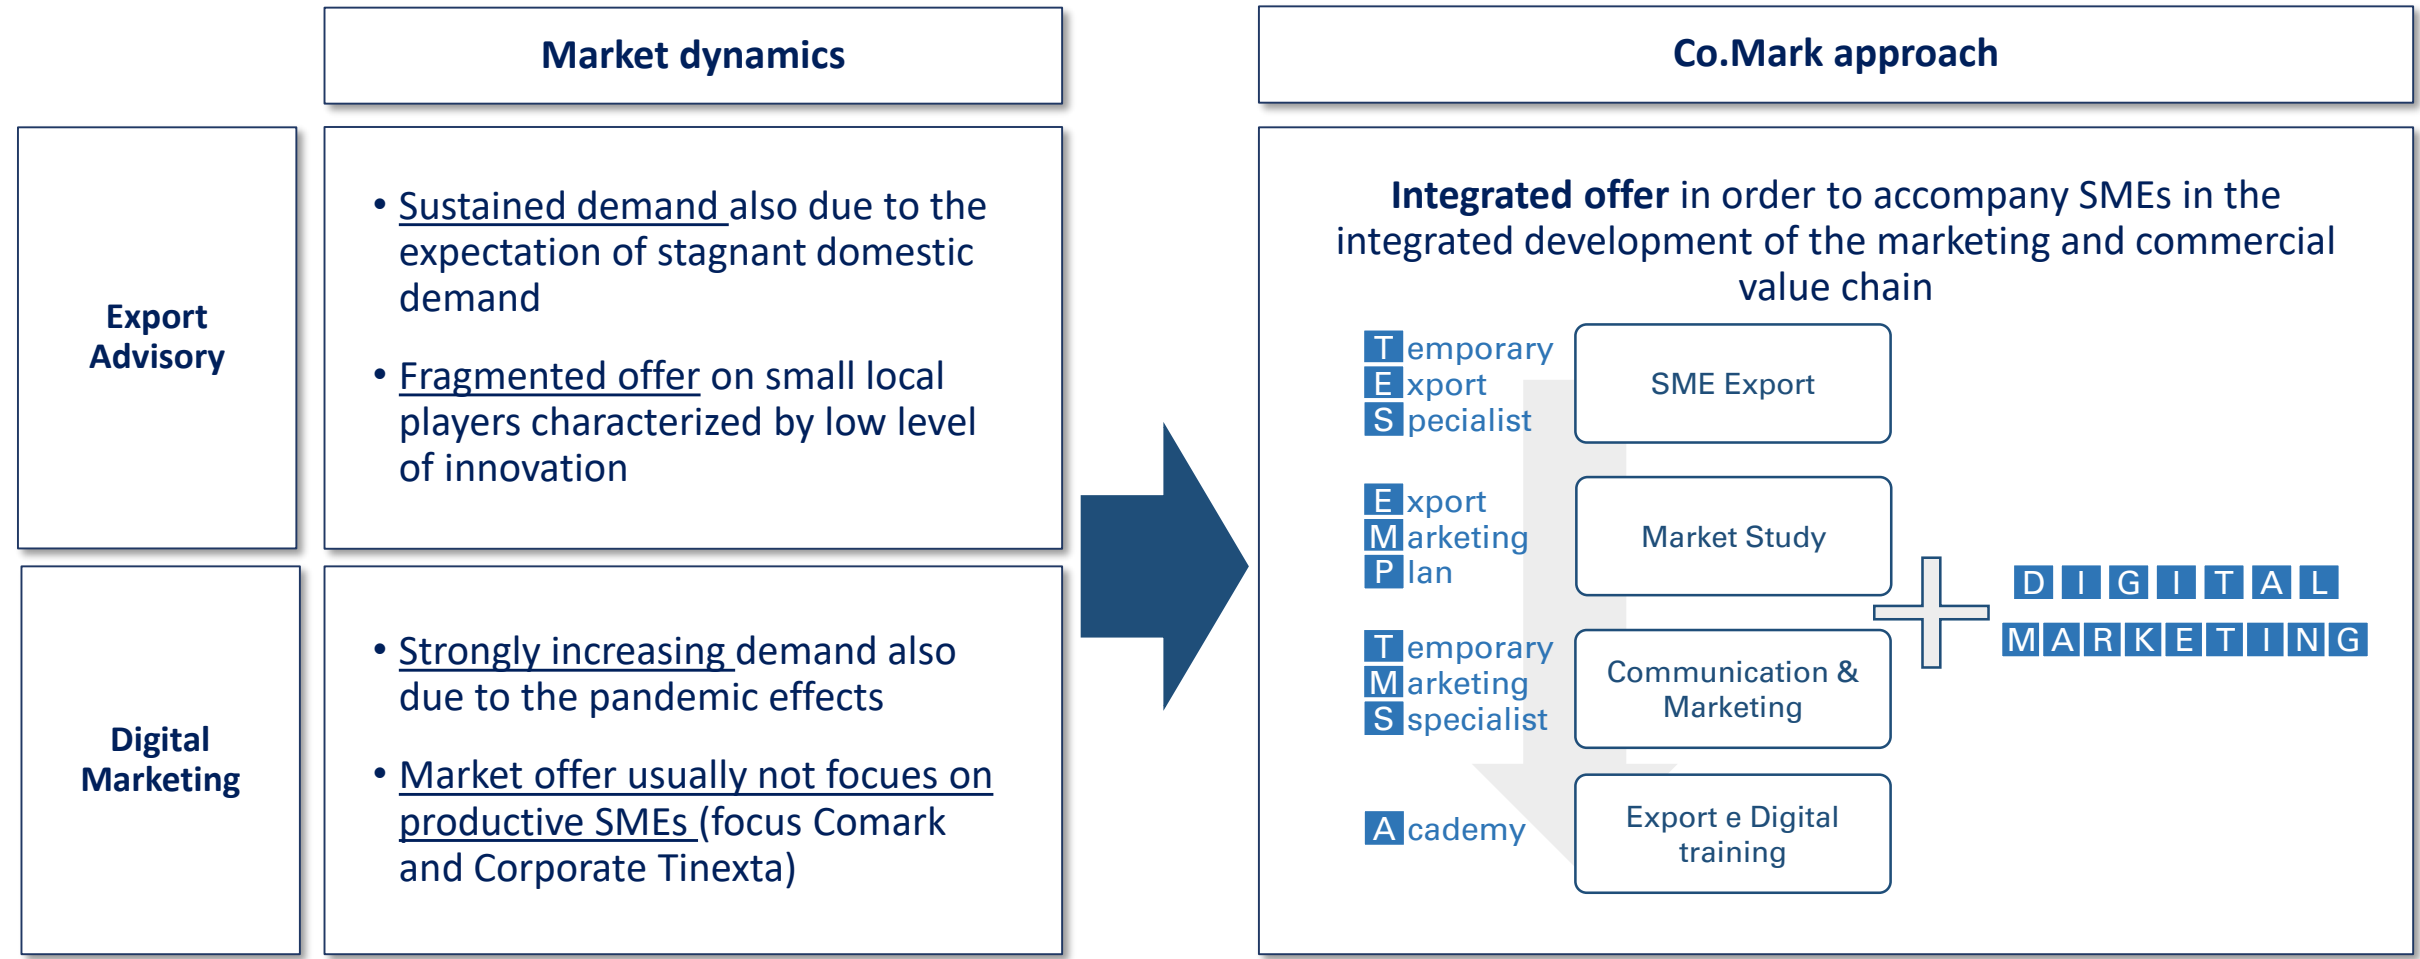 Market dynamics
Co.Mark approach
Export
Advisory
• Sustained demand also due to the
expectation of stagnant domestic
demand
• Fragmented offer on small local
players characterized by low level
of innovation
Digital
Marketing
• Strongly increasing demand also
due to the pandemic effects
• Market offer usually not focues on
productive SMEs (focus Comark
and Corporate Tinexta)
Integrated offer in order to accompany SMEs in the
integrated development of the marketing and commercial
value chain
Temporary
Export
Specialist
SME Export
Export
Marketing
Plan
Market Study
Temporary
Marketing
Sspecialist
Communication &
Marketing
Academy
Export e Digital
training
DIGITAL
MARKETING